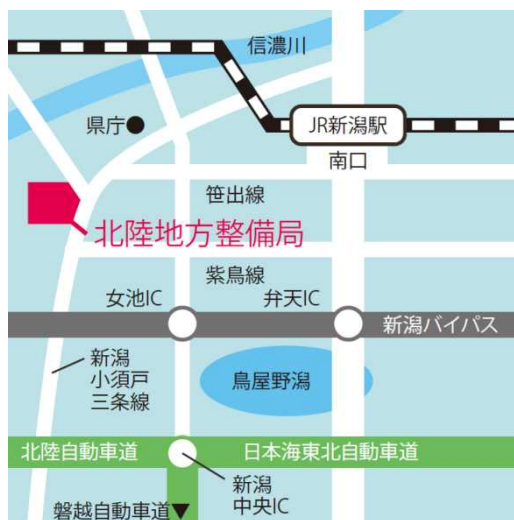 信濃川
県庁
JR新潟駅
南口
笹出線
北陸地方整備局
紫鳥線
女池IC
弁天IC
新潟バイパス
新潟
小須戸
三条線
鳥屋野潟
北陸自動車道
日本海東北自動車道
新潟
中央IC
磐越自動車道